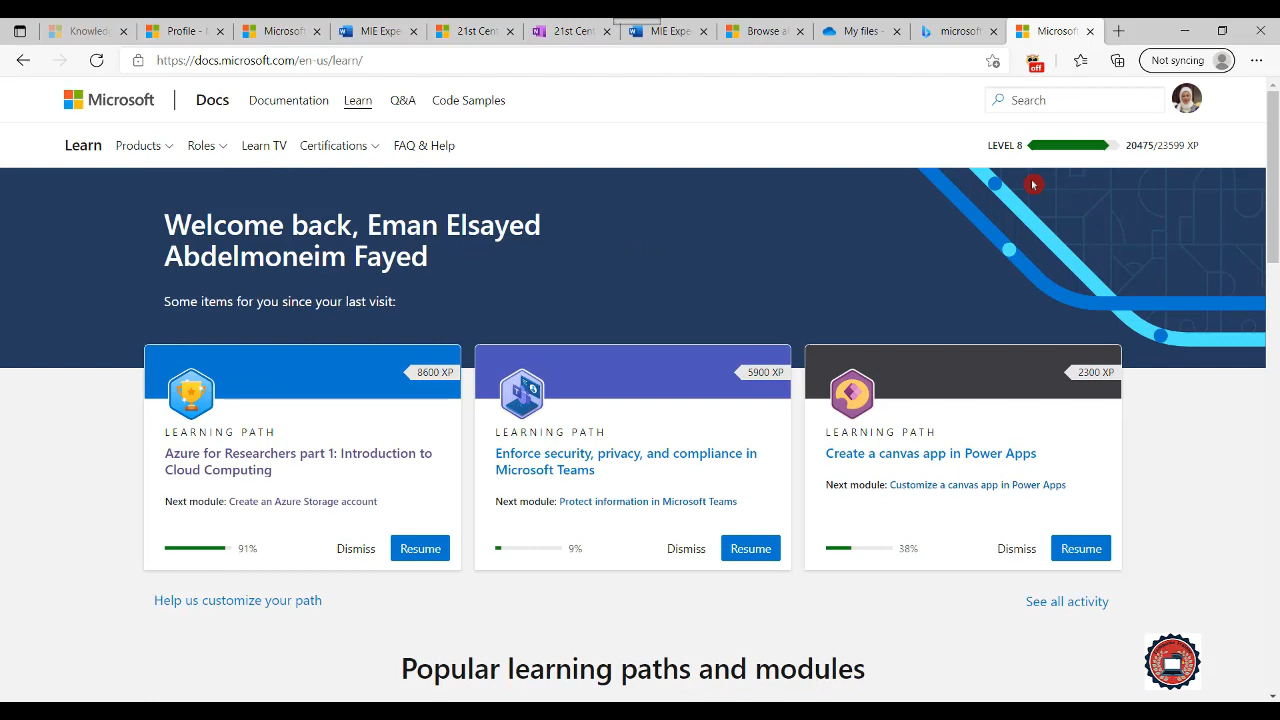 Knowledg
Profile -
Microsoft
MIE Expe
21st Cent
21st Cent
MIE Expe
Browse al
My files -
microsoft
Microsoft
https://docs.microsoft.com/en-us/learn/
off
Not syncing
Microsoft
Docs
Documentation
Learn
Q&A
Code Samples
Search
Learn
Products
Roles
Learn TV
Certifications
FAQ & Help
LEVEL 8
20475/23599 XP
Welcome back, Eman Elsayed
Abdelmoneim Fayed
Some items for you since your last visit:
8600 XP
LEARNING PATH
Azure for Researchers part 1: Introduction to
Cloud Computing
Next module: Create an Azure Storage account
91%
Dismiss
Resume
5900 XP
LEARNING PATH
Enforce security, privacy, and compliance in
Microsoft Teams
Next module: Protect information in Microsoft Teams
9%
Dismiss
Resume
2300 XP
LEARNING PATH
Create a canvas app in Power Apps
Next module: Customize a canvas app in Power Apps
38%
Dismiss
Resume
Help us customize your path
See all activity
Popular learning paths and modules